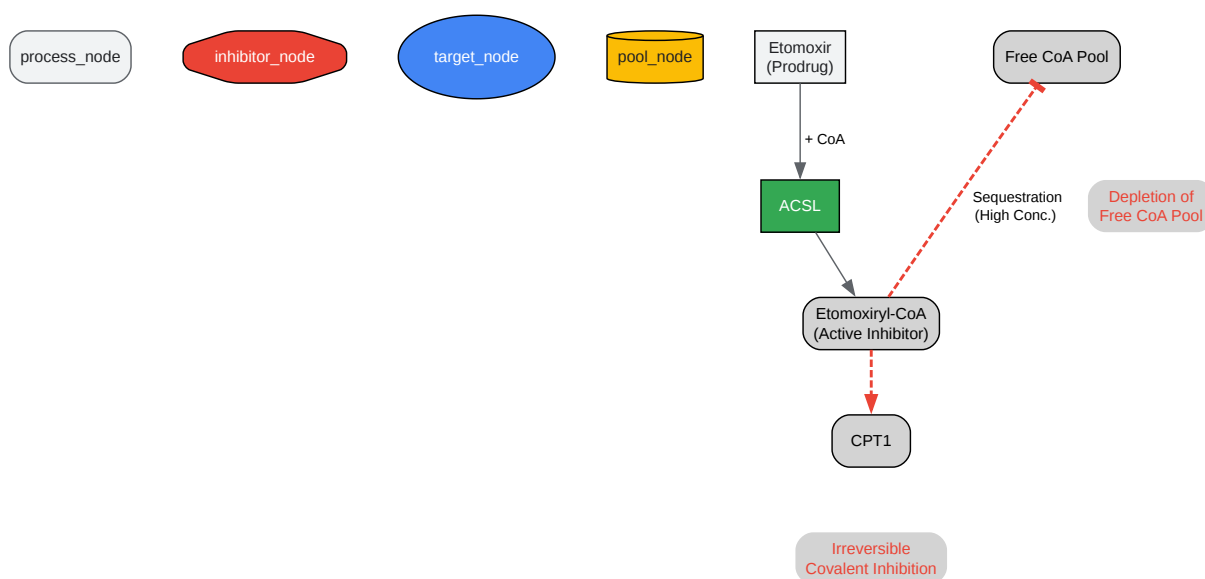 process_node
inhibitor_node
target_node
pool_node
Etomoxir
(Prodrug)
Free CoA Pool
+ CoA
ACSL
Sequestration
(High Conc.)
Depletion of
Free CoA Pool
Etomoxiryl-CoA
(Active Inhibitor)
CPT1
Irreversible
Covalent Inhibition